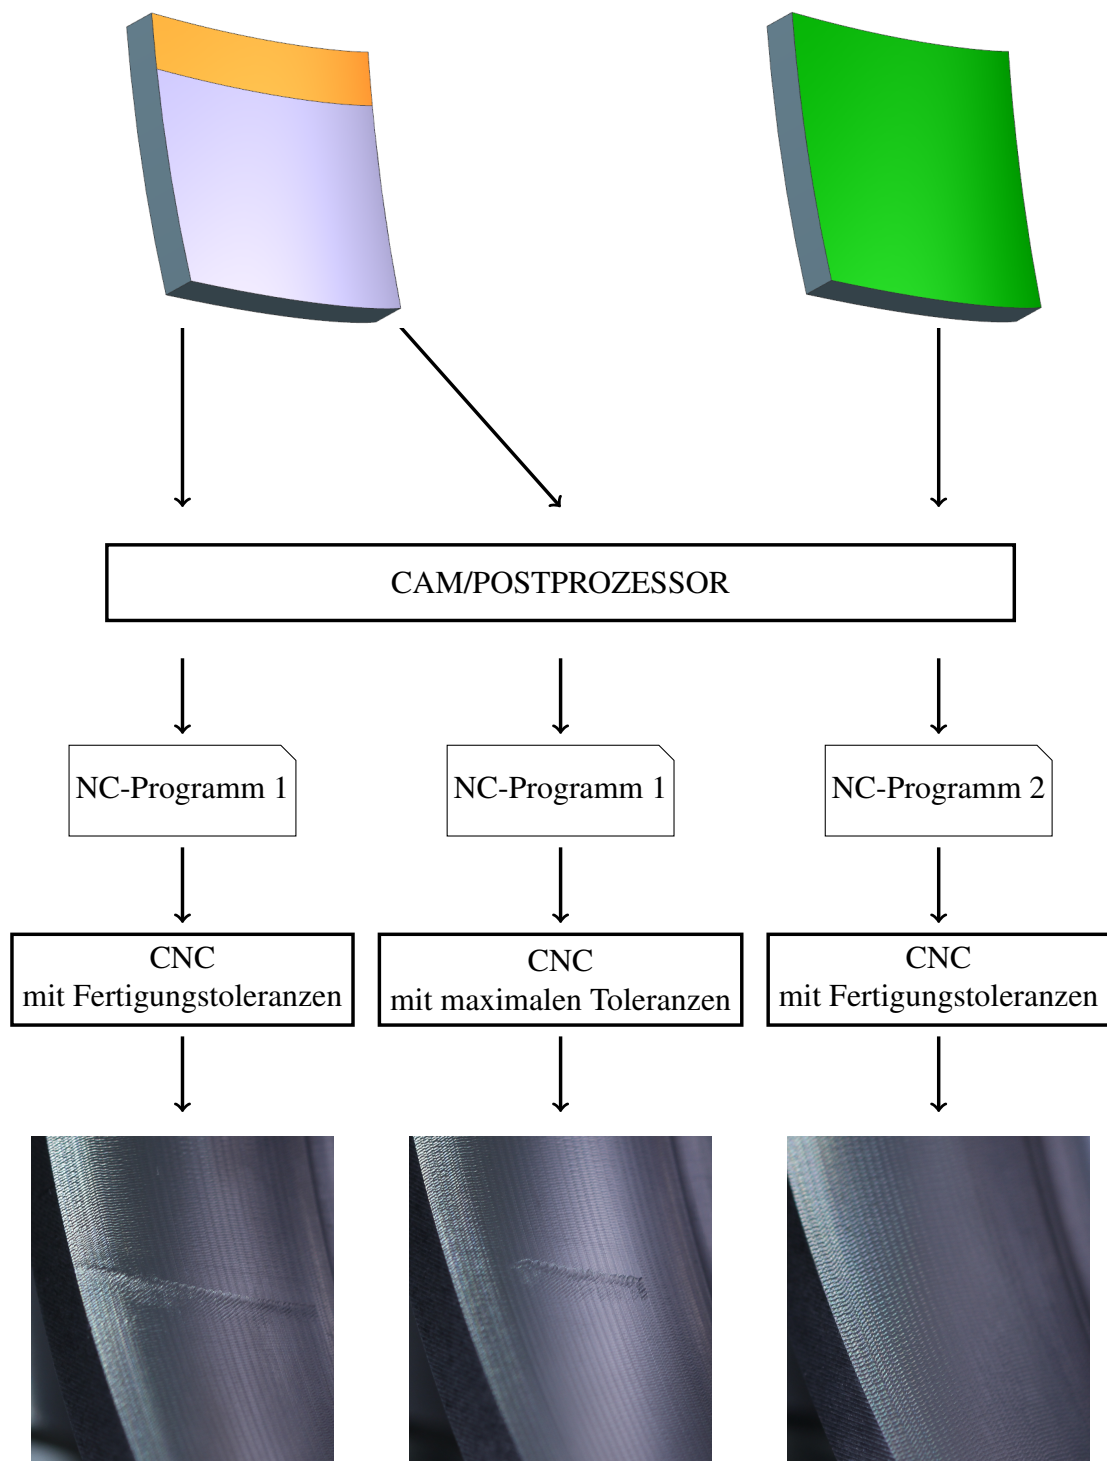 CAM/POSTPROZESSOR
NC-Programm 1
NC-Programm 1
NC-Programm 2
CNC
mit Fertigungstoleranzen
CNC
mit maximalen Toleranzen
CNC
mit Fertigungstoleranzen